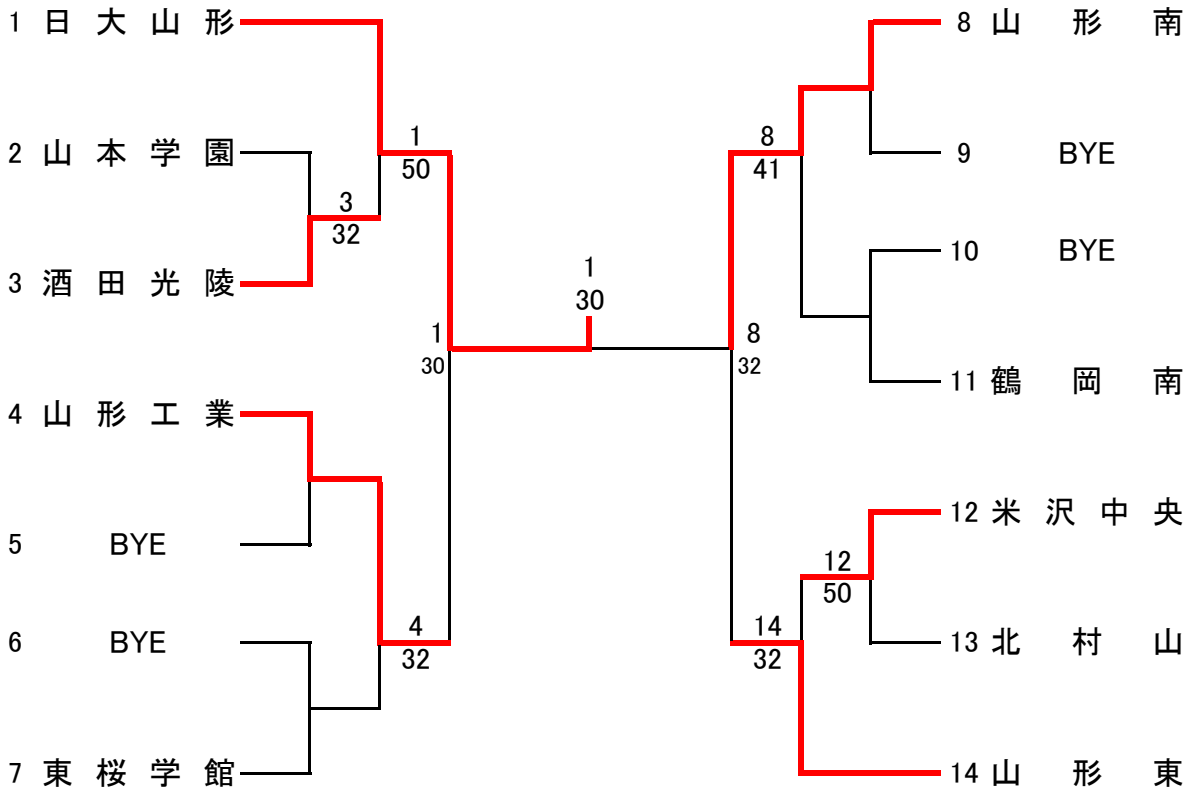 1 日大山形
2 山本学園
3 酒田光陵
4 山形工業
5 BYE
6 BYE
7 東桜学館
3
32
1
50
4
32
1
30
1
30
8
32
8
41
14
32
12
50
8 山形南
9 BYE
10 BYE
11 鶴岡南
12 米沢中央
13 北村山
14 山形東